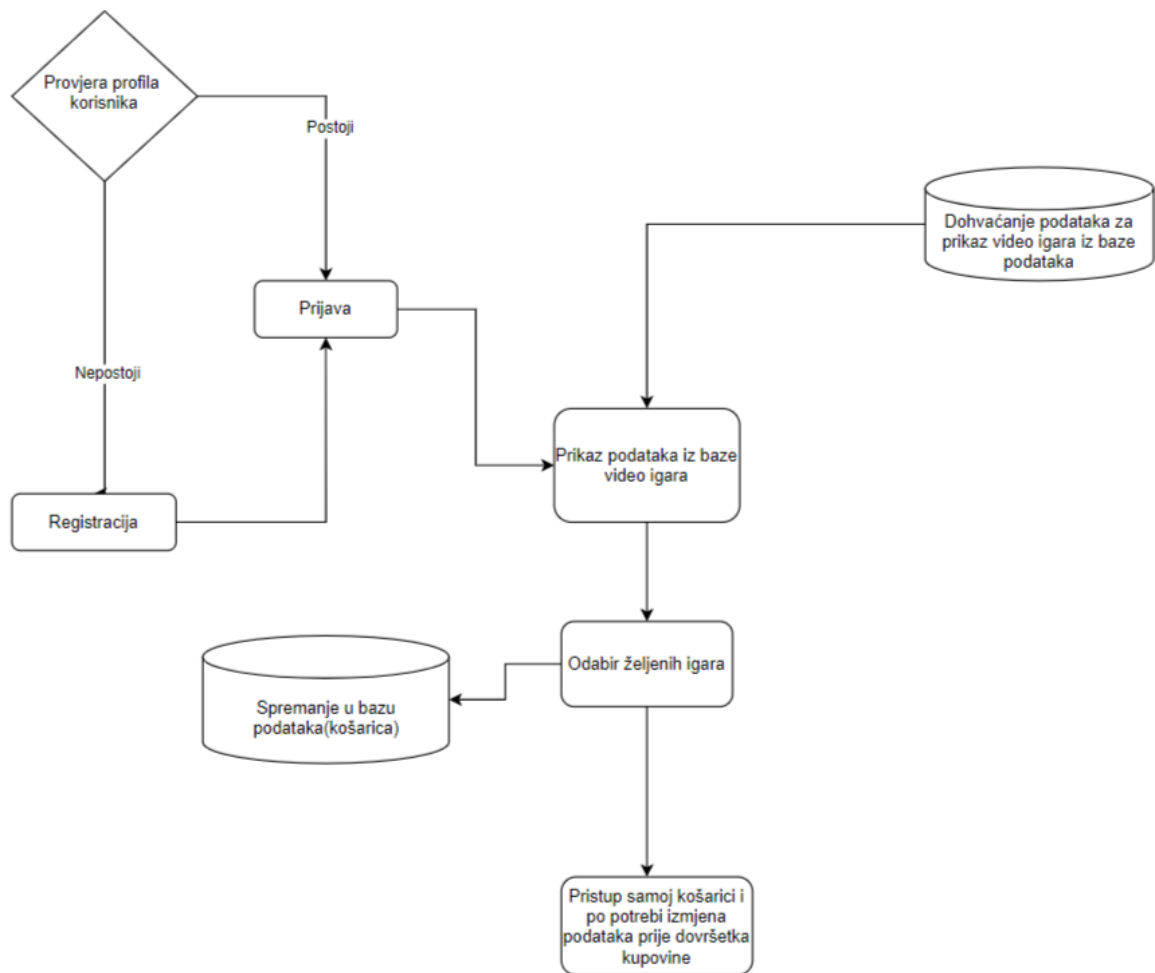 Provjera profila
korisnika
Postoji
Dohvaćanje podataka za
prikaz video igara iz baze
podataka
Prijava
Nepostoji
Prikaz podataka iz baze
video igara
Registracija
Odabir željenih igara
Spremanje u bazu
podataka(košarica)
Pristup samoj košarici i
po potrebi izmjena
podataka prije dovršetka
kupovine